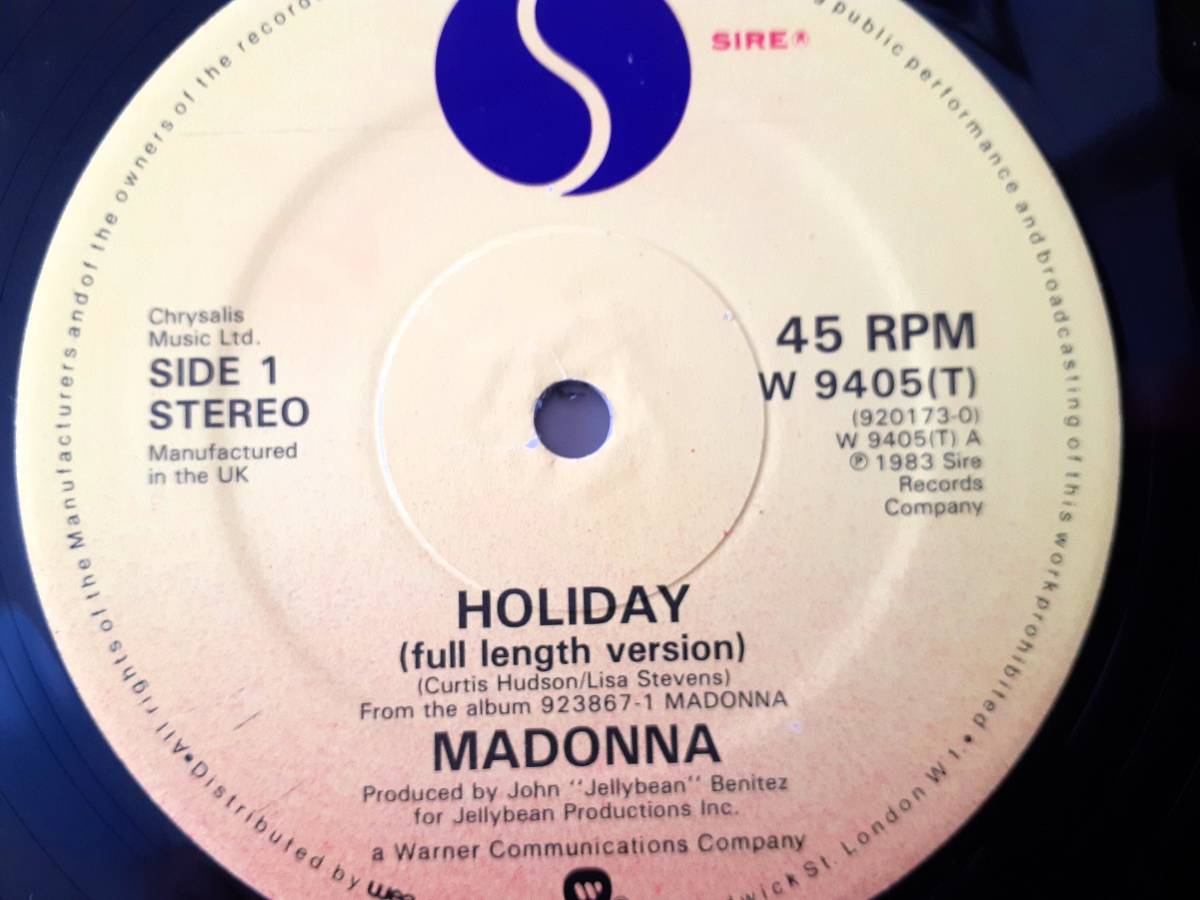 SIRE®
Chrysalis
Music Ltd.
SIDE 1
STEREO
Manufactured
in the UK
45 RPM
W 9405(T)
(920173-0)
W 9405(T) A
℗ 1983 Sire
Records
Company
HOLIDAY
(full length version)
(Curtis Hudson/Lisa Stevens)
From the album 923867-1 MADONNA
MADONNA
Produced by John "Jellybean" Benitez
for Jellybean Productions Inc.
a Warner Communications Company
All rights of the Manufacturers and of the owners of the
public performance and broadcasting of this work prohibited.
Distributed by wea
St. London W1.